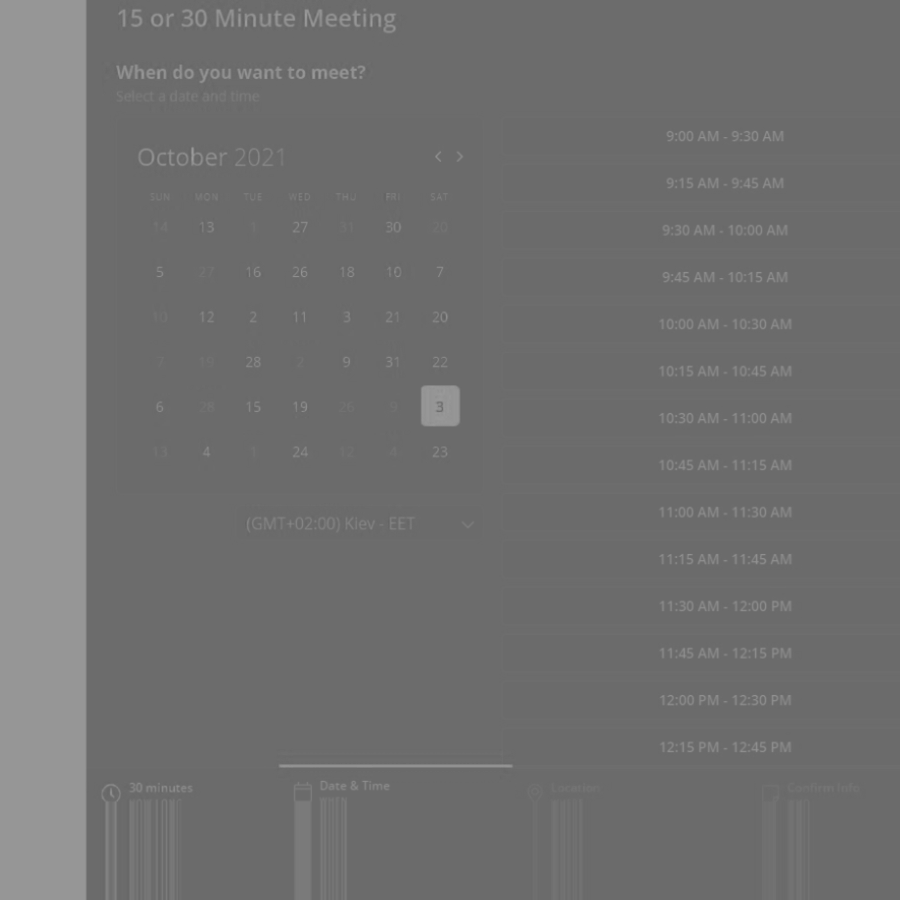 15 or 30 Minute Meeting
When do you want to meet?
Select a date and time
October 2021
SUN MON TUE WED THU FRI SAT
14 13 1 27 31 30 20
5 27 16 26 18 10 7
10 12 2 11 3 21 20
7 19 28 2 9 31 22
6 28 15 19 26 9 3
13 4 1 24 12 4 23
(GMT+02:00) Kiev - EET
9:00 AM - 9:30 AM
9:15 AM - 9:45 AM
9:30 AM - 10:00 AM
9:45 AM - 10:15 AM
10:00 AM - 10:30 AM
10:15 AM - 10:45 AM
10:30 AM - 11:00 AM
10:45 AM - 11:15 AM
11:00 AM - 11:30 AM
11:15 AM - 11:45 AM
11:30 AM - 12:00 PM
11:45 AM - 12:15 PM
12:00 PM - 12:30 PM
12:15 PM - 12:45 PM
30 minutes
Date & Time
Location
Confirm Info